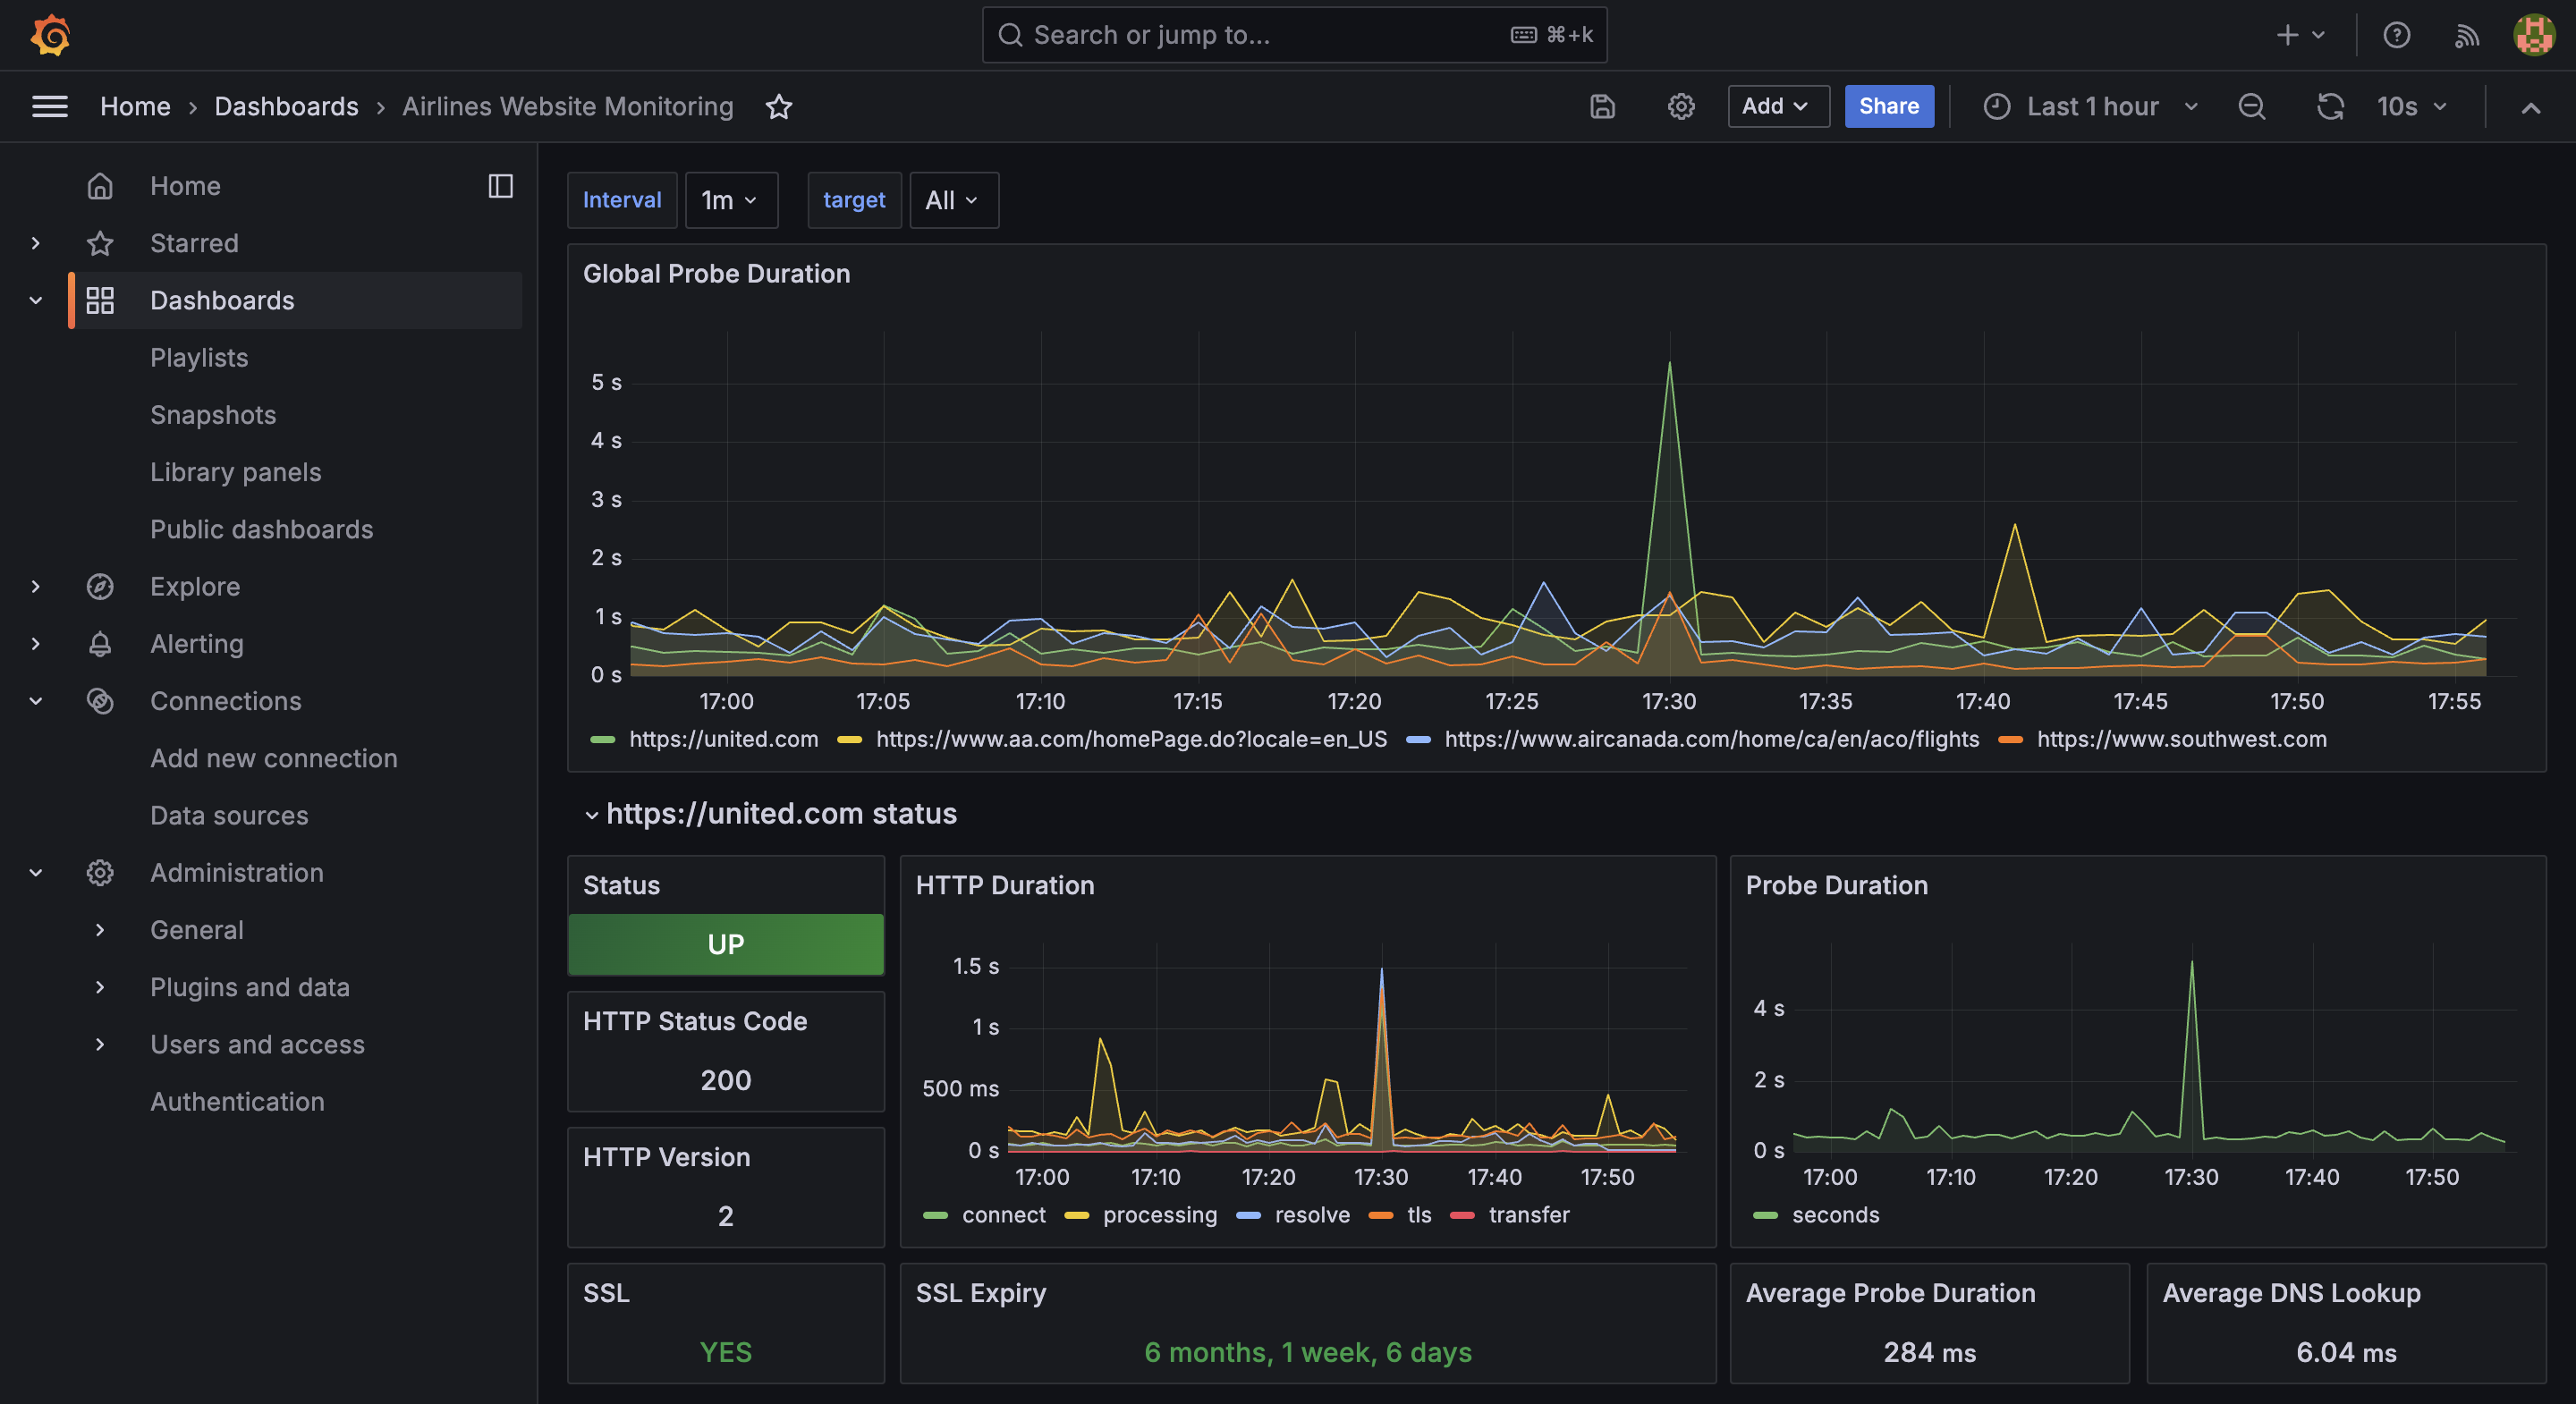 Search or jump to... ⌘+k
Home › Dashboards › Airlines Website Monitoring Add Share Last 1 hour 10s
Home
Starred
Dashboards
Playlists
Snapshots
Library panels
Public dashboards
Explore
Alerting
Connections
Add new connection
Data sources
Administration
General
Plugins and data
Users and access
Authentication
Interval 1m target All
Global Probe Duration
5 s
4 s
3 s
2 s
1 s
0 s
17:00 17:05 17:10 17:15 17:20 17:25 17:30 17:35 17:40 17:45 17:50 17:55
https://united.com https://www.aa.com/homePage.do?locale=en_US https://www.aircanada.com/home/ca/en/aco/flights https://www.southwest.com
https://united.com status
Status
UP
HTTP Status Code
200
HTTP Version
2
SSL
YES
HTTP Duration
1.5 s
1 s
500 ms
0 s
17:00 17:10 17:20 17:30 17:40 17:50
connect processing resolve tls transfer
Probe Duration
4 s
2 s
0 s
17:00 17:10 17:20 17:30 17:40 17:50
seconds
SSL Expiry
6 months, 1 week, 6 days
Average Probe Duration
284 ms
Average DNS Lookup
6.04 ms